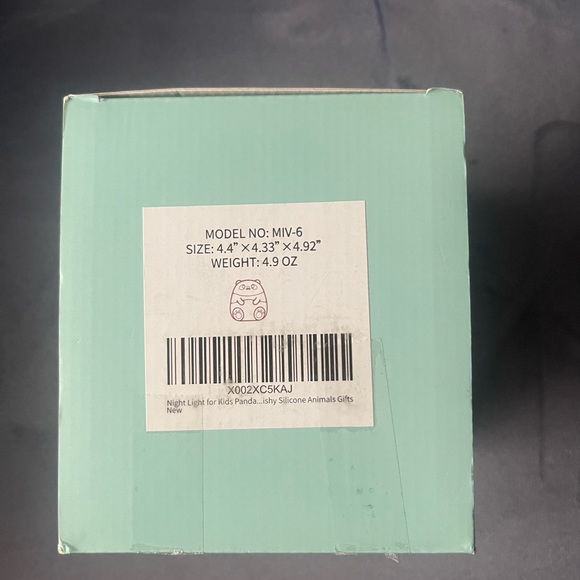 MODEL NO: MIV-6
SIZE: 4.4”×4.33”×4.92”
WEIGHT: 4.9 OZ
X002XC5KAJ
Night Light for Kids Panda...ishy Silicone Animals Gifts
New